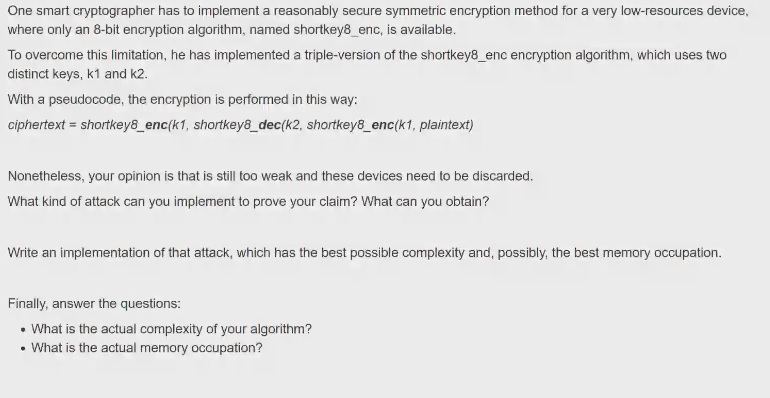 One smart cryptographer has to implement a reasonably secure symmetric encryption method for a very low-resources device,
where only an 8-bit encryption algorithm, named shortkey8_enc, is available.
To overcome this limitation, he has implemented a triple-version of the shortkey8_enc encryption algorithm, which uses two
distinct keys, k1 and k2.
With a pseudocode, the encryption is performed in this way:
ciphertext = shortkey8_enc(k1, shortkey8_dec(k2, shortkey8_enc(k1, plaintext)
Nonetheless, your opinion is that is still too weak and these devices need to be discarded.
What kind of attack can you implement to prove your claim? What can you obtain?
Write an implementation of that attack, which has the best possible complexity and, possibly, the best memory occupation.
Finally, answer the questions:
• What is the actual complexity of your algorithm?
• What is the actual memory occupation?